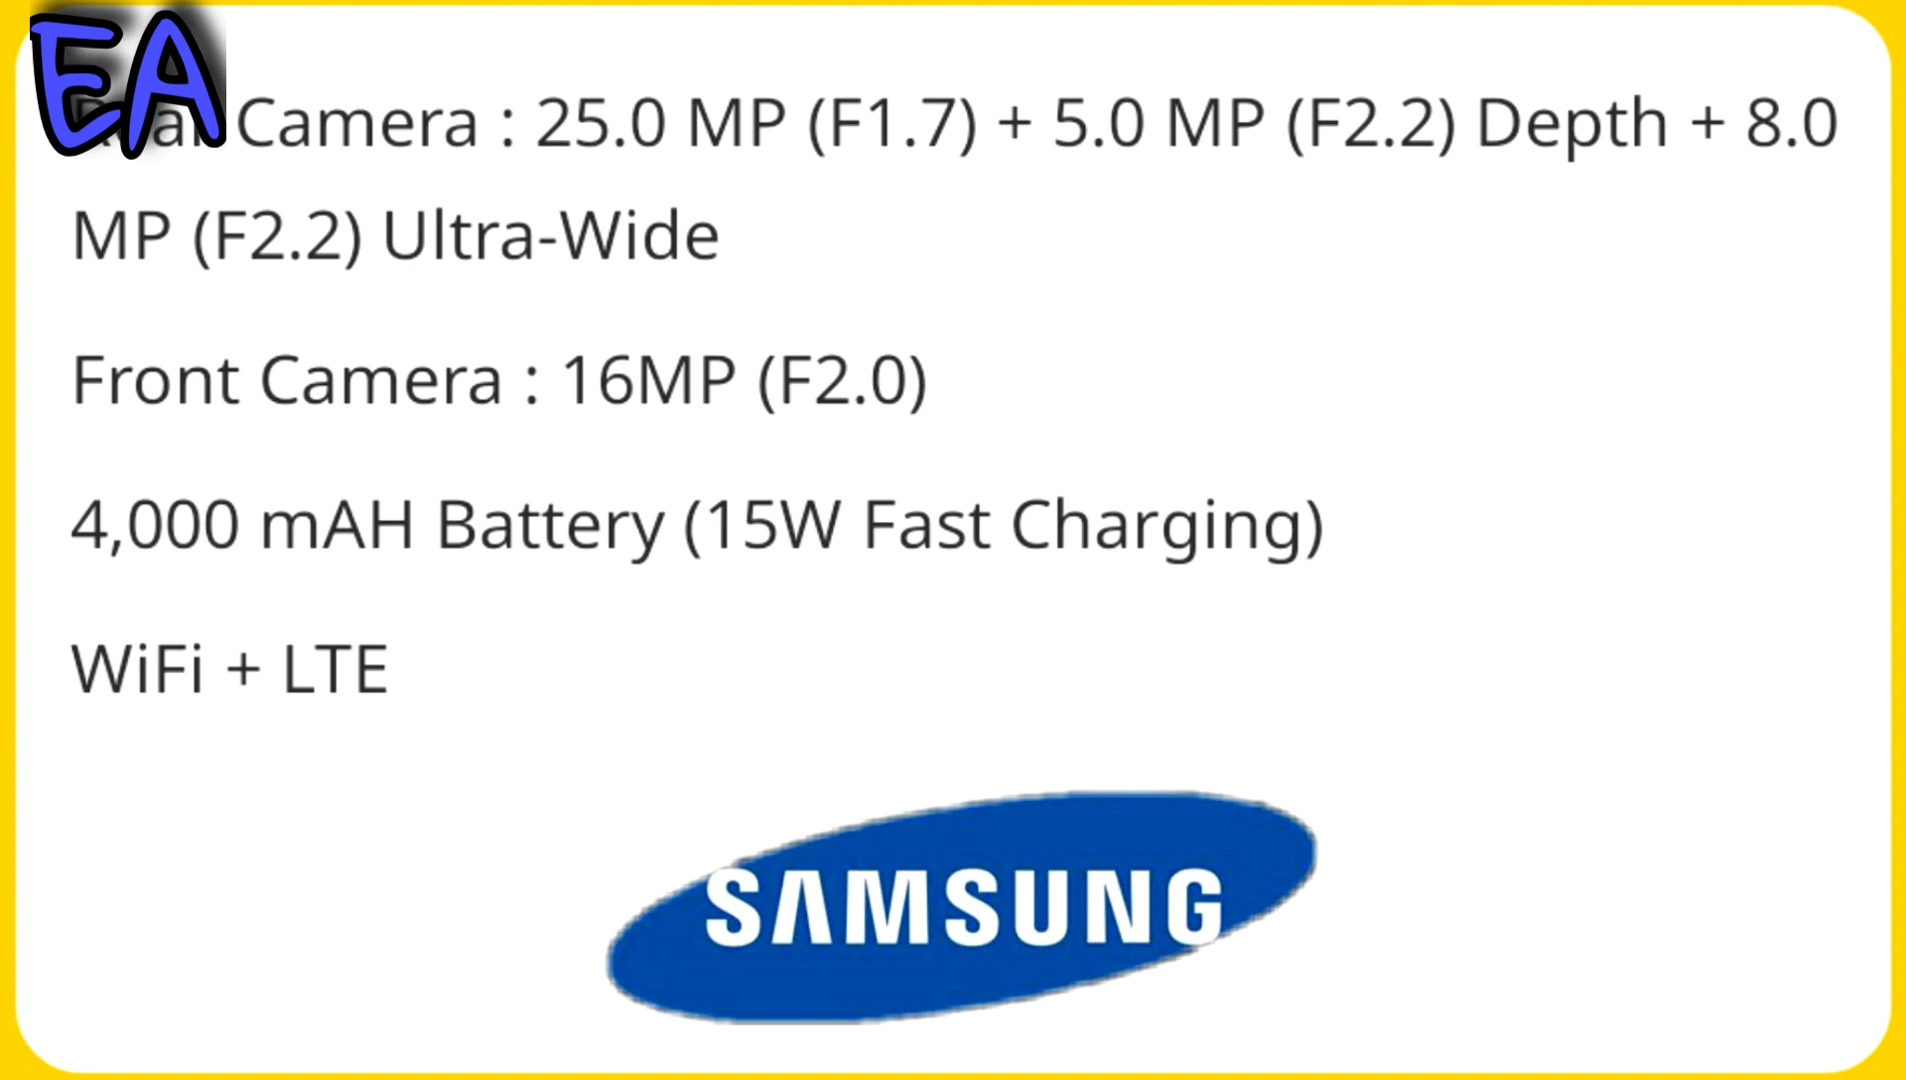 EA
Rear Camera : 25.0 MP (F1.7) + 5.0 MP (F2.2) Depth + 8.0
MP (F2.2) Ultra-Wide
Front Camera : 16MP (F2.0)
4,000 mAH Battery (15W Fast Charging)
WiFi + LTE
SAMSUNG